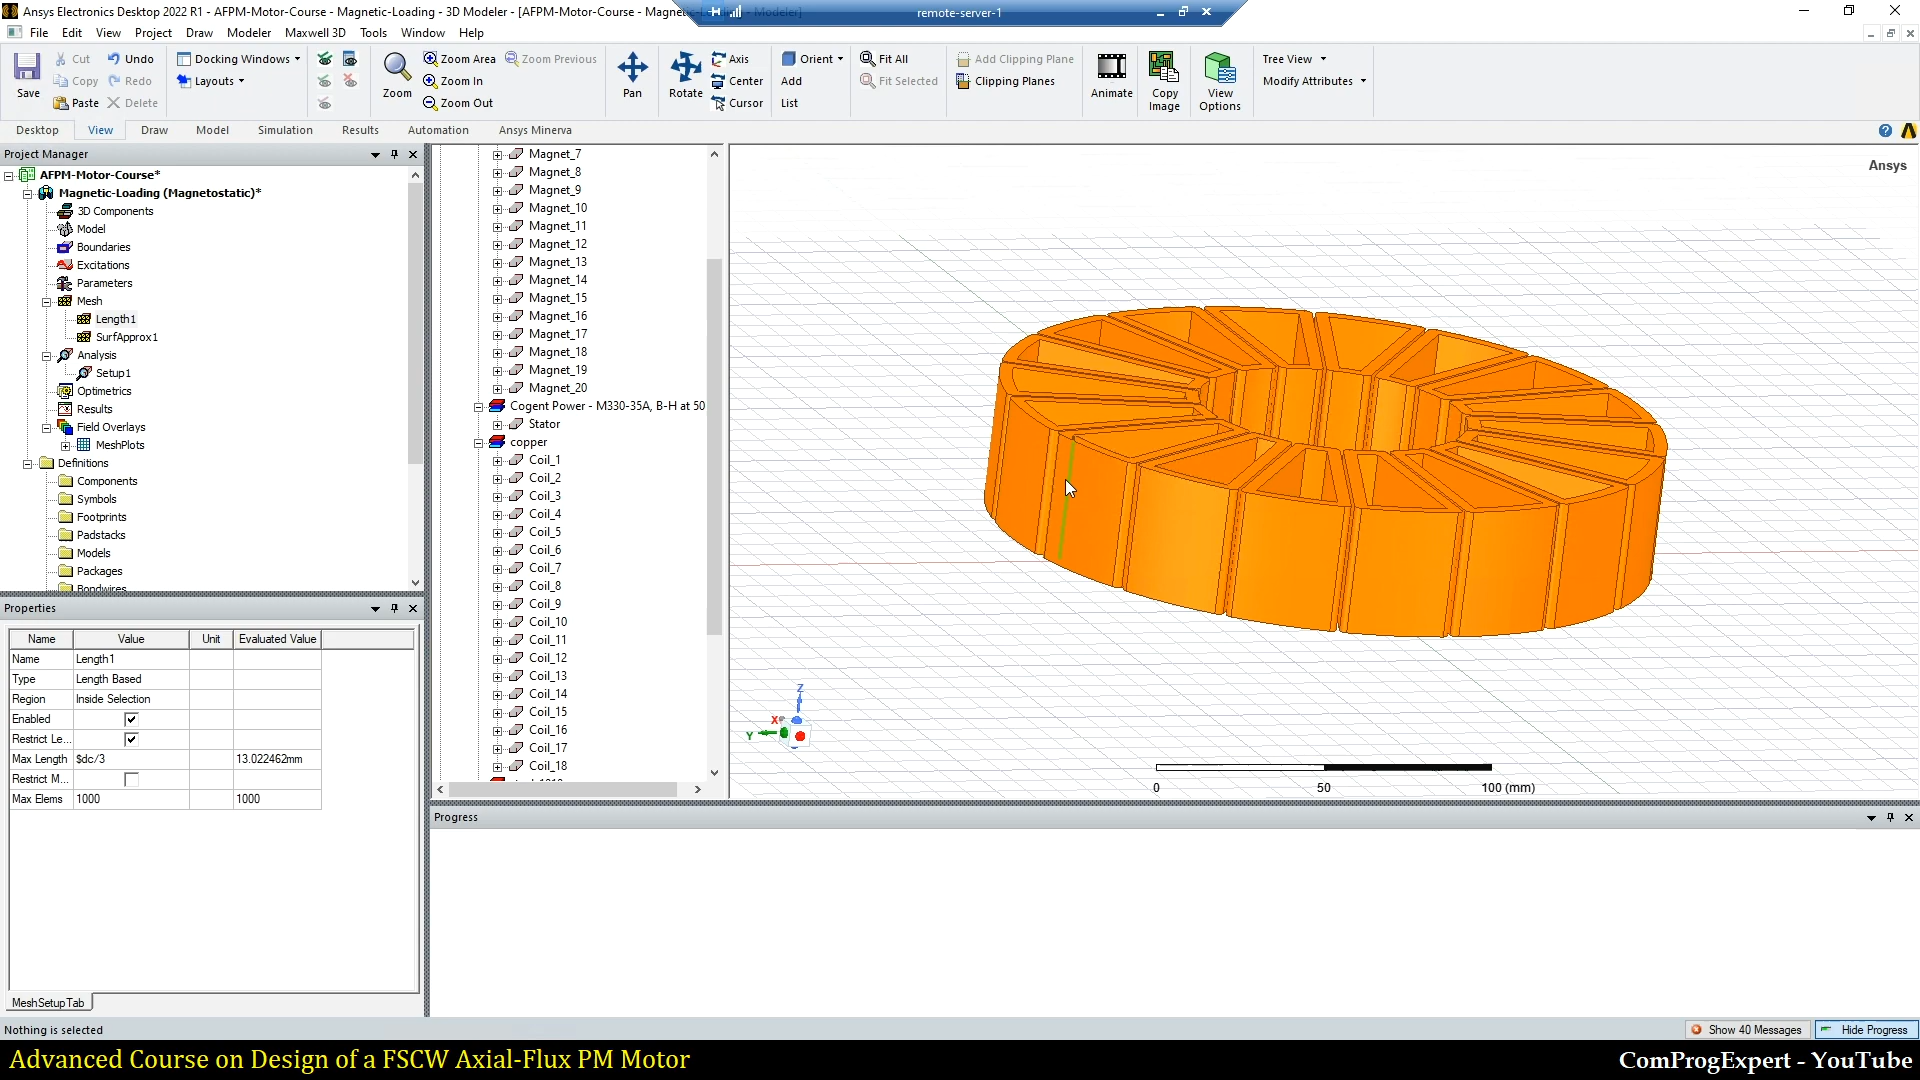 Ansys Electronics Desktop 2022 R1 - AFPM-Motor-Course - Magnetic-Loading - 3D Modeler - [AFPM-Motor-Course - Magnetic-Loading - 3D Modeler]
remote-server-1
File Edit View Project Draw Modeler Maxwell 3D Tools Window Help
Save
Cut
Copy
Paste
Undo
Redo
Delete
Docking Windows
Layouts
Zoom
Zoom Area
Zoom In
Zoom Out
Zoom Previous
Pan
Rotate
Axis
Center
Cursor
Orient
Add
List
Fit All
Fit Selected
Add Clipping Plane
Clipping Planes
Animate
Copy Image
View Options
Tree View
Modify Attributes
Desktop View Draw Model Simulation Results Automation Ansys Minerva
Project Manager
AFPM-Motor-Course*
Magnetic-Loading (Magnetostatic)*
3D Components
Model
Boundaries
Excitations
Parameters
Mesh
Length1
SurfApprox1
Analysis
Setup1
Optimetrics
Results
Field Overlays
MeshPlots
Definitions
Components
Symbols
Footprints
Padstacks
Models
Packages
Bondwires
Properties
Name Value Unit Evaluated Value
Name Length1
Type Length Based
Region Inside Selection
Enabled
Restrict Le...
Max Length $dc/3 13.022462mm
Restrict M...
Max Elems 1000 1000
MeshSetupTab
Magnet_7
Magnet_8
Magnet_9
Magnet_10
Magnet_11
Magnet_12
Magnet_13
Magnet_14
Magnet_15
Magnet_16
Magnet_17
Magnet_18
Magnet_19
Magnet_20
Cogent Power - M330-35A, B-H at 50
Stator
copper
Coil_1
Coil_2
Coil_3
Coil_4
Coil_5
Coil_6
Coil_7
Coil_8
Coil_9
Coil_10
Coil_11
Coil_12
Coil_13
Coil_14
Coil_15
Coil_16
Coil_17
Coil_18
Ansys
Z
X
Y
0 50 100 (mm)
Progress
Nothing is selected
Show 40 Messages
Hide Progress
Advanced Course on Design of a FSCW Axial-Flux PM Motor
ComProgExpert - YouTube